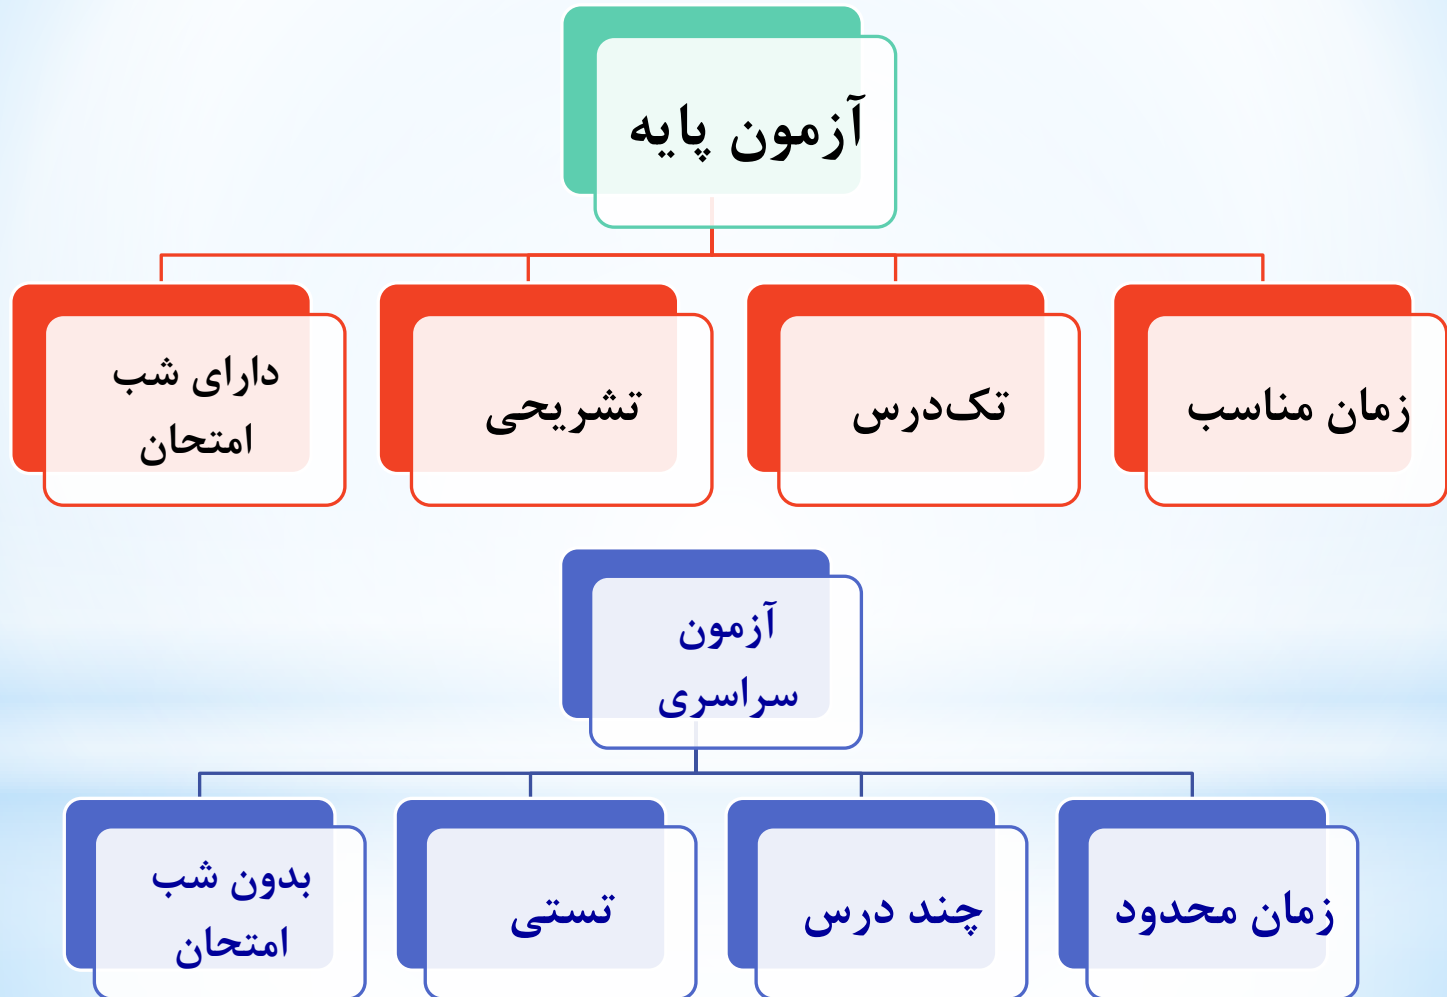 آزمون پایه
زمان مناسب
تک‌درس
تشریحی
دارای شب
امتحان
آزمون
سراسری
زمان محدود
چند درس
تستی
بدون شب
امتحان